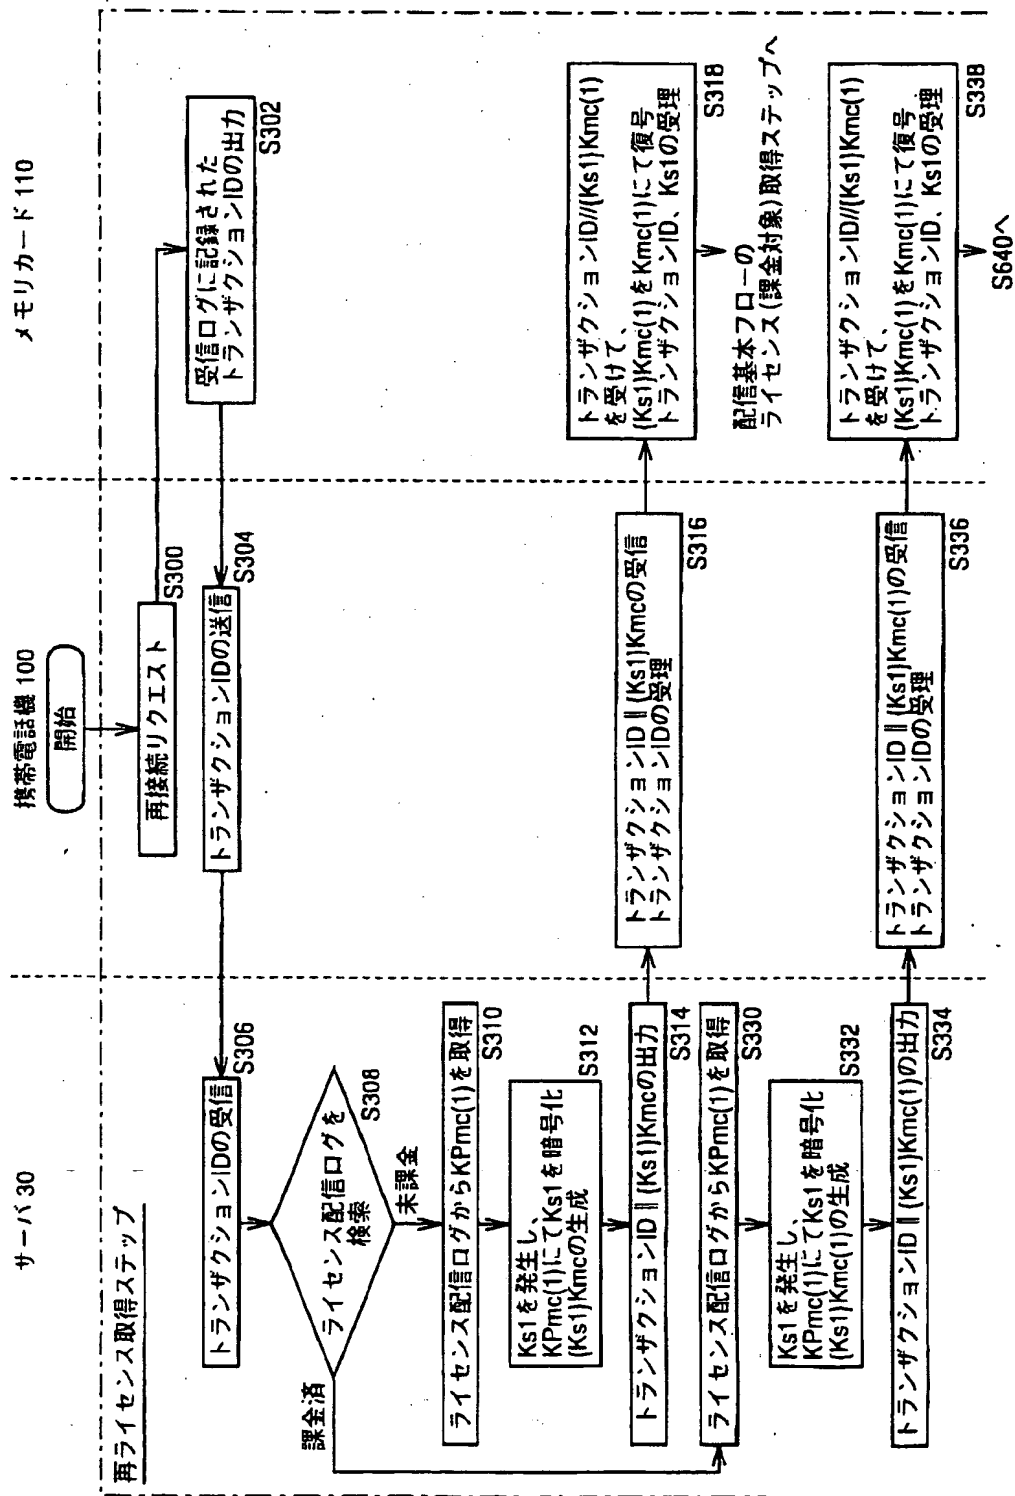 サーバ 30
携帯電話機 100
メモリカード 110
再ライセンス取得ステップ
開始
再接続リクエスト
S300
受信ログに記録された
トランザクションIDの出力
S302
トランザクションIDの送信
S304
トランザクションIDの受信
S306
ライセンス配信ログを
検索
S308
課金済
未課金
ライセンス配信ログからKPmc(1)を取得
S310
Ks1を発生し、
KPmc(1)にてKs1を暗号化
{Ks1}Kmcの生成
S312
トランザクションID∥{Ks1}Kmcの出力
S314
トランザクションID∥{Ks1}Kmcの受信
トランザクションIDの受理
S316
トランザクションID//{Ks1}Kmc(1)
を受けて、
{Ks1}Kmc(1)をKmc(1)にて復号
トランザクションID、Ks1の受理
S318
配信基本フローの
ライセンス(課金対象)取得ステップへ
ライセンス配信ログからKPmc(1)を取得
S330
Ks1を発生し、
KPmc(1)にてKs1を暗号化
{Ks1}Kmc(1)の生成
S332
トランザクションID∥{Ks1}Kmc(1)の出力
S334
トランザクションID∥{Ks1}Kmc(1)の受信
トランザクションIDの受理
S336
トランザクションID//{Ks1}Kmc(1)
を受けて、
{Ks1}Kmc(1)をKmc(1)にて復号
トランザクションID、Ks1の受理
S338
S640へ